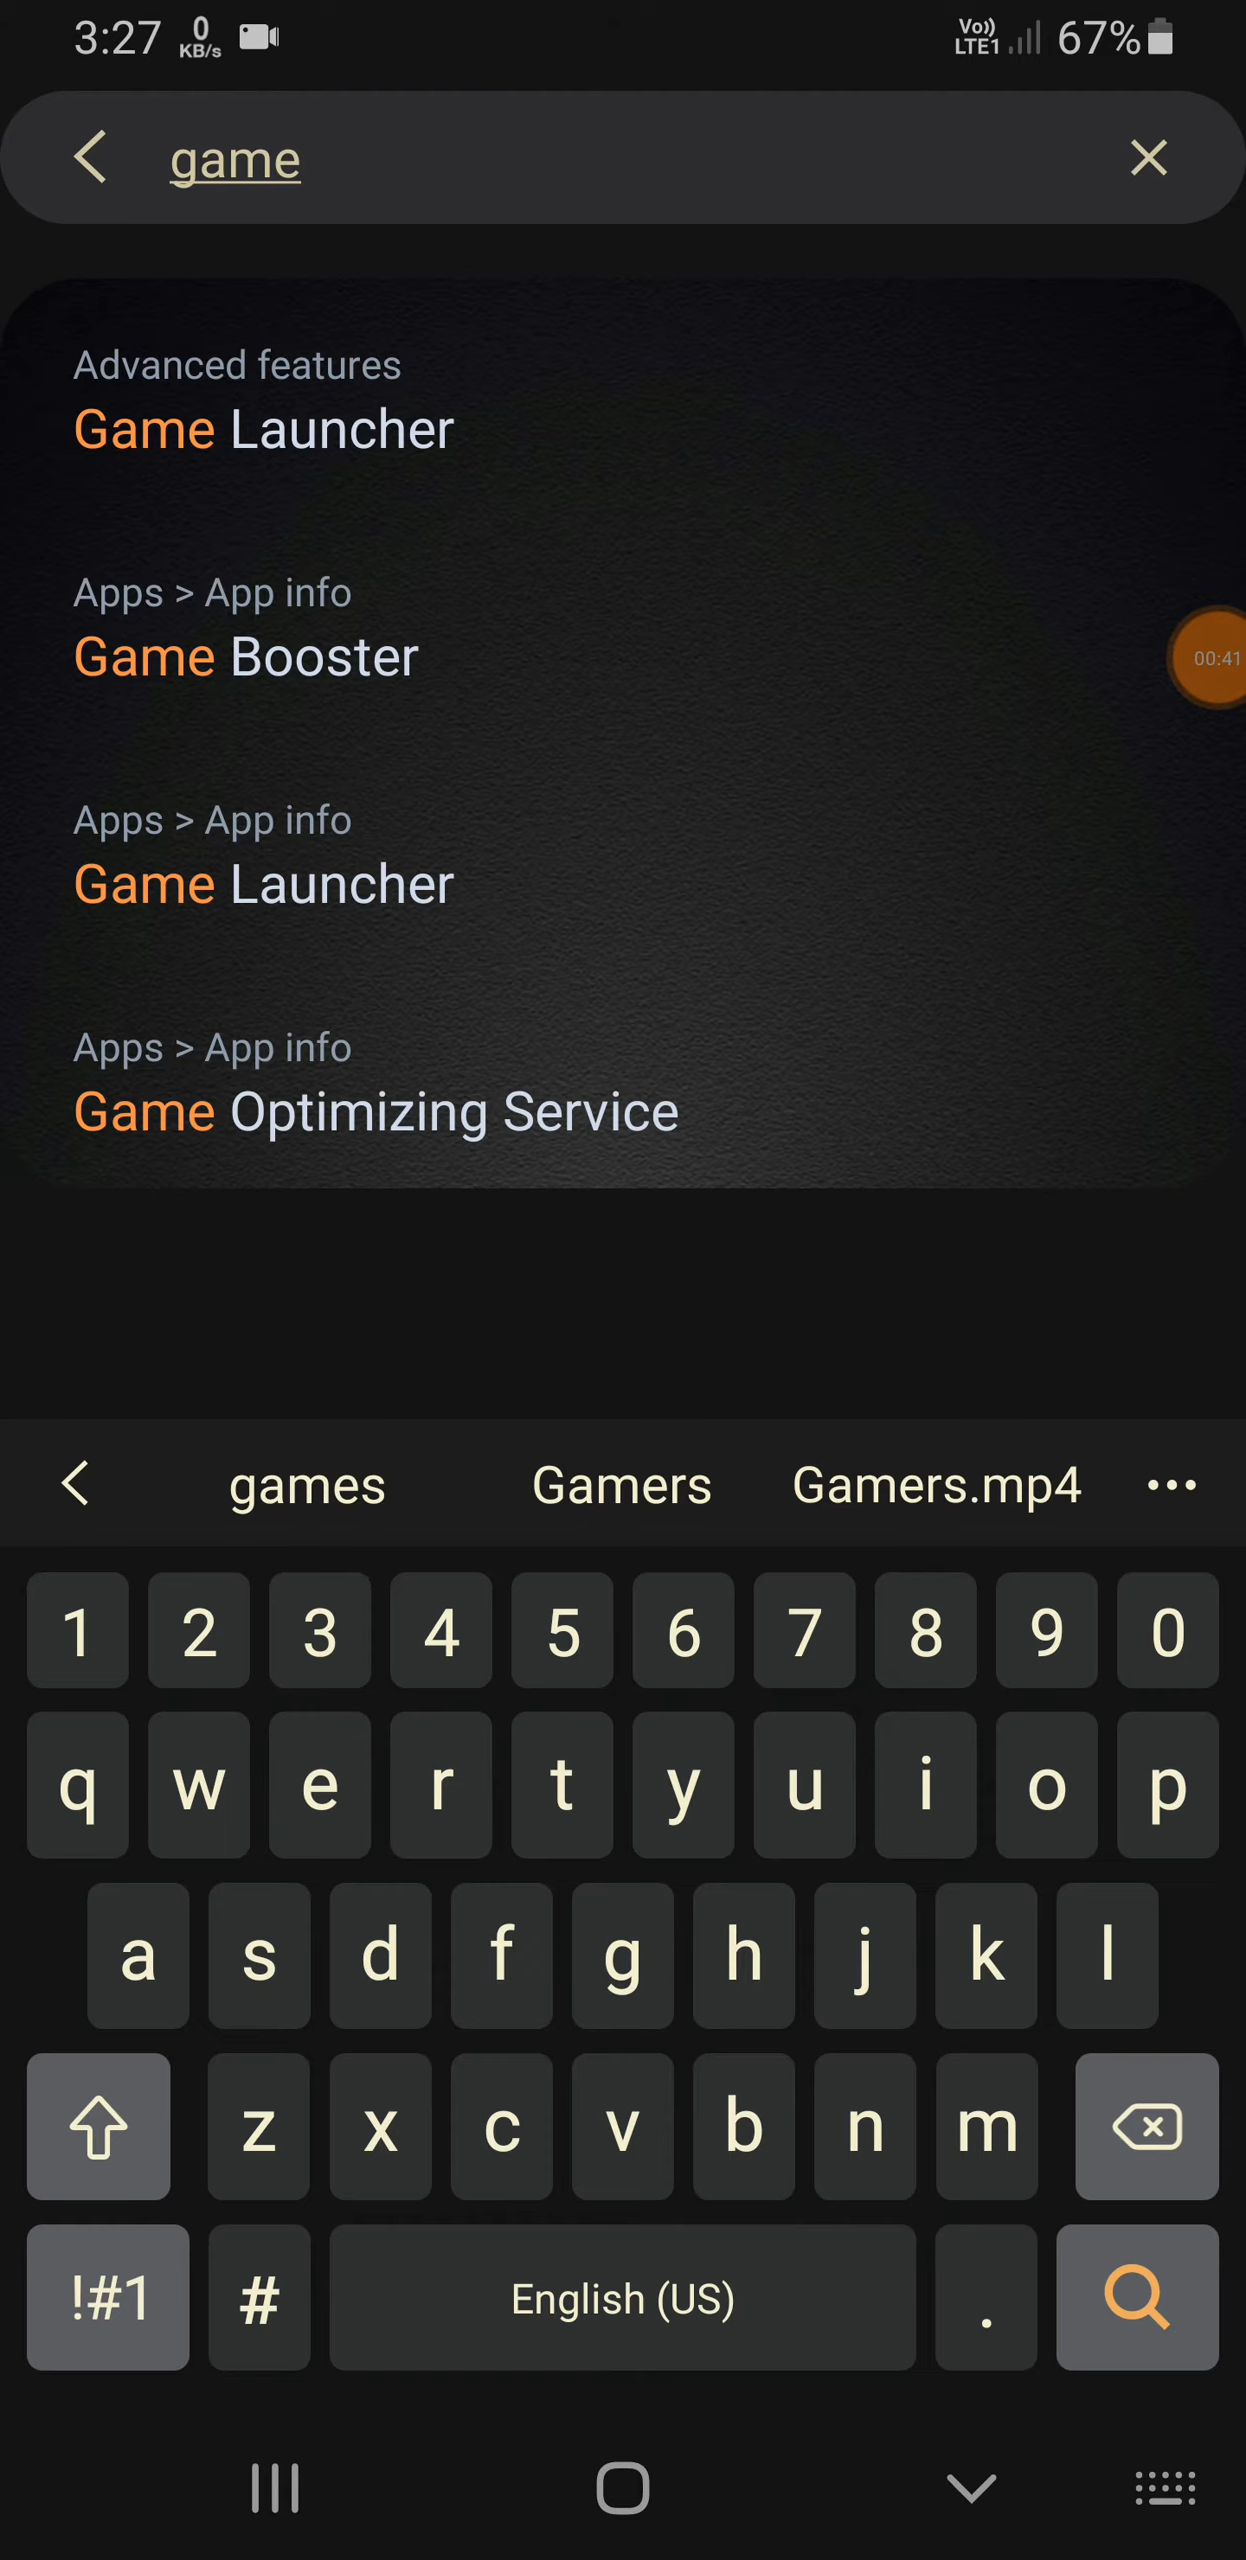 3:27 0 KB/s Vo)) LTE1 67%
game
Advanced features
Game Launcher
Apps > App info
Game Booster
00:41
Apps > App info
Game Launcher
Apps > App info
Game Optimizing Service
games Gamers Gamers.mp4
1 2 3 4 5 6 7 8 9 0
q w e r t y u i o p
a s d f g h j k l
z x c v b n m
!#1 # English (US) .